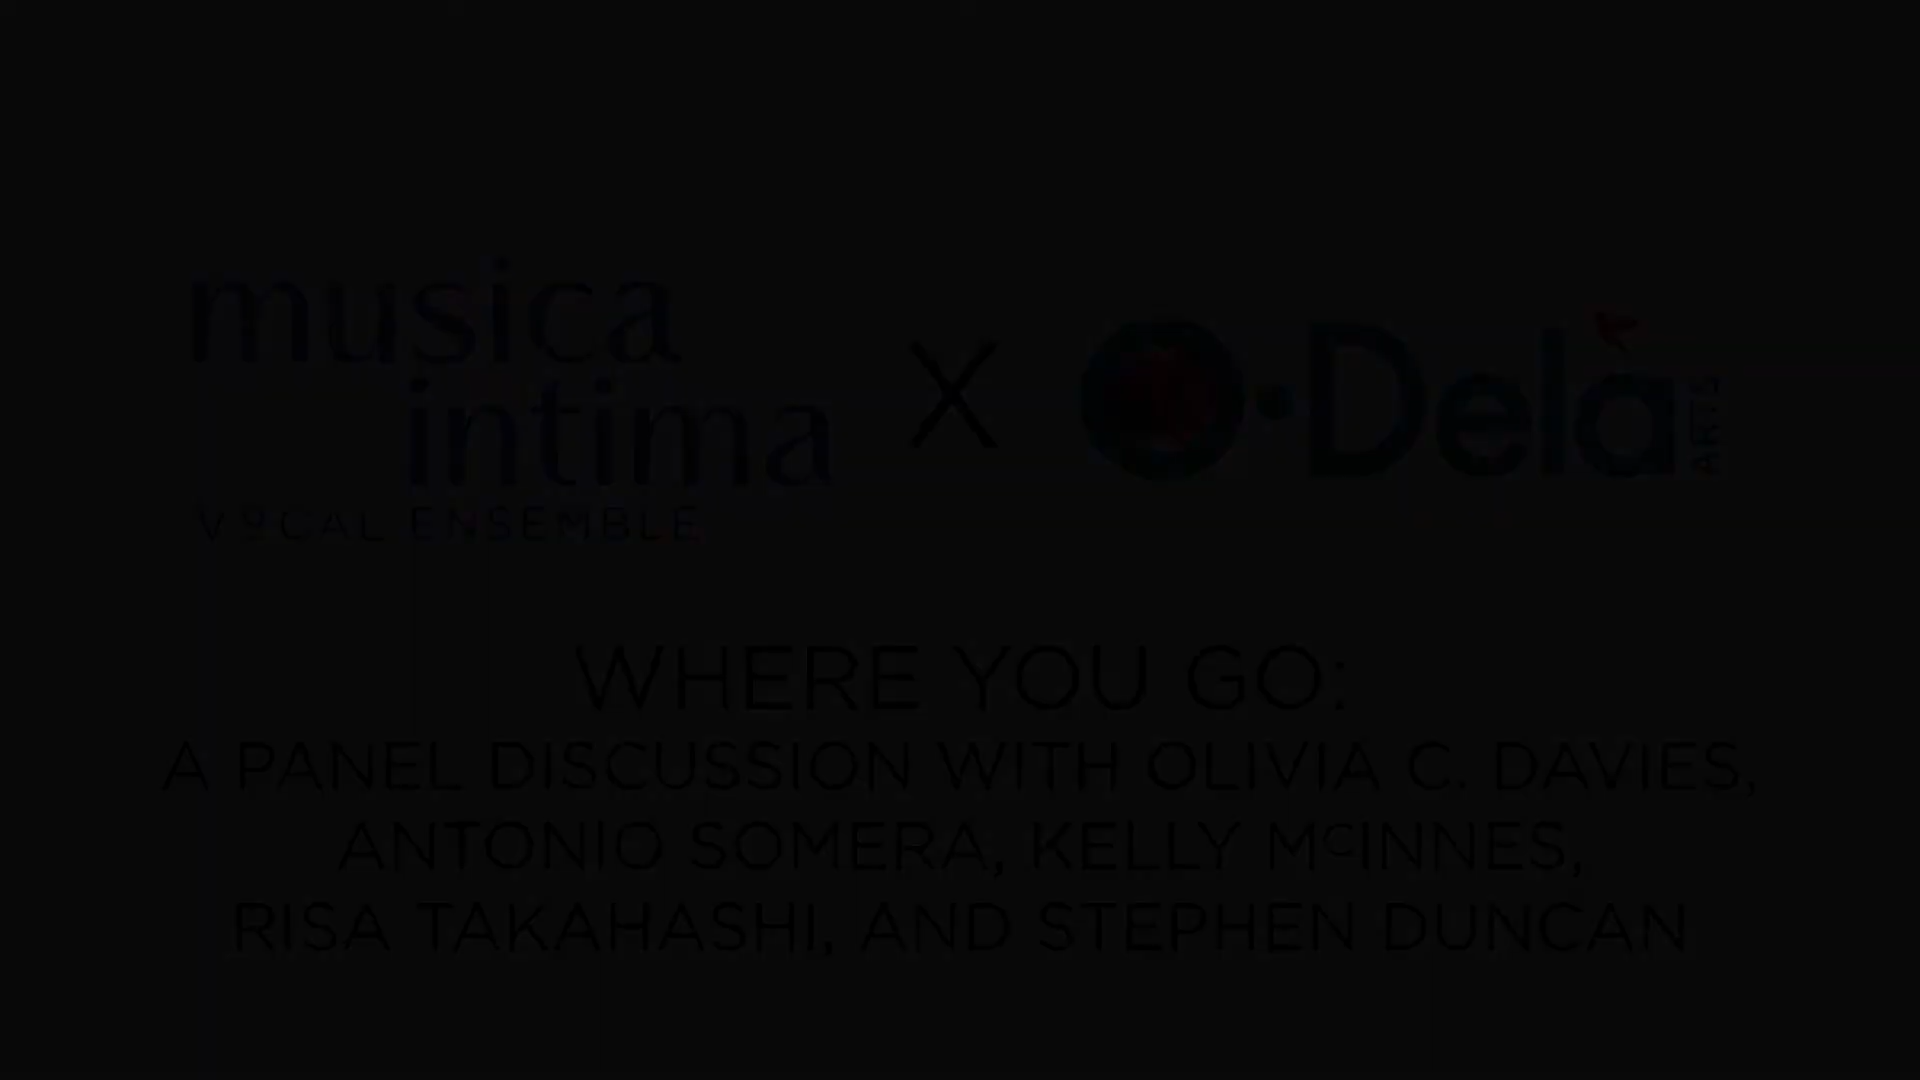 musica
intima
VOCAL ENSEMBLE
X
O.Dela
ARTS
WHERE YOU GO:
A PANEL DISCUSSION WITH OLIVIA C. DAVIES,
ANTONIO SOMERA, KELLY McINNES,
RISA TAKAHASHI, AND STEPHEN DUNCAN